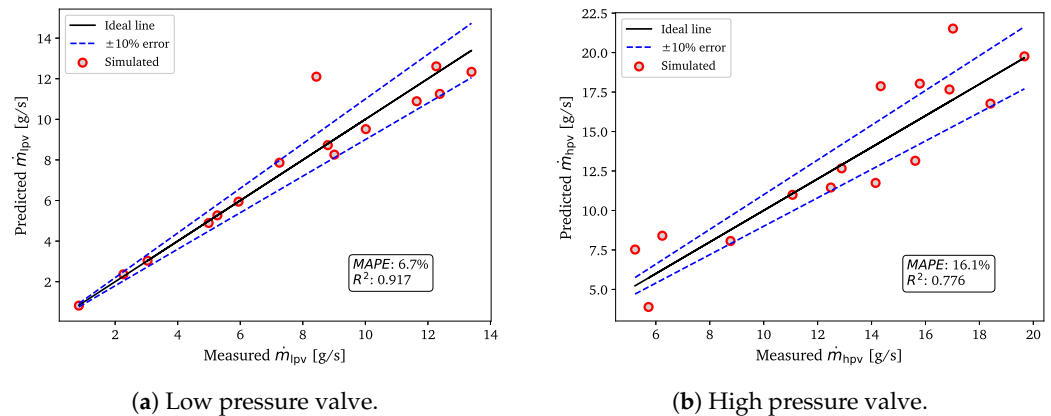 Ideal line
±10% error
Simulated
MAPE: 6.7%
R²: 0.917
14
12
10
8
6
4
2
2
4
6
8
10
12
14
Predicted ṁlpv [g/s]
Measured ṁlpv [g/s]
(a) Low pressure valve.
Ideal line
±10% error
Simulated
MAPE: 16.1%
R²: 0.776
22.5
20.0
17.5
15.0
12.5
10.0
7.5
5.0
6
8
10
12
14
16
18
20
Predicted ṁhpv [g/s]
Measured ṁhpv [g/s]
(b) High pressure valve.